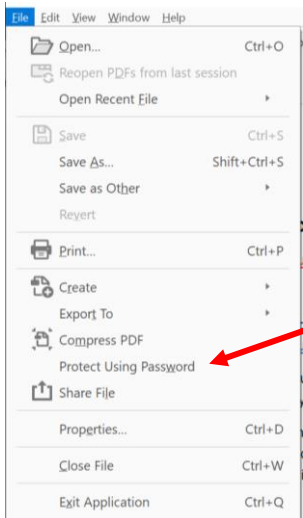 File Edit View Window Help
Open... Ctrl+O
Reopen PDFs from last session
Open Recent File
Save Ctrl+S
Save As... Shift+Ctrl+S
Save as Other
Revert
Print... Ctrl+P
Create
Export To
Compress PDF
Protect Using Password
Share File
Properties... Ctrl+D
Close File Ctrl+W
Exit Application Ctrl+Q